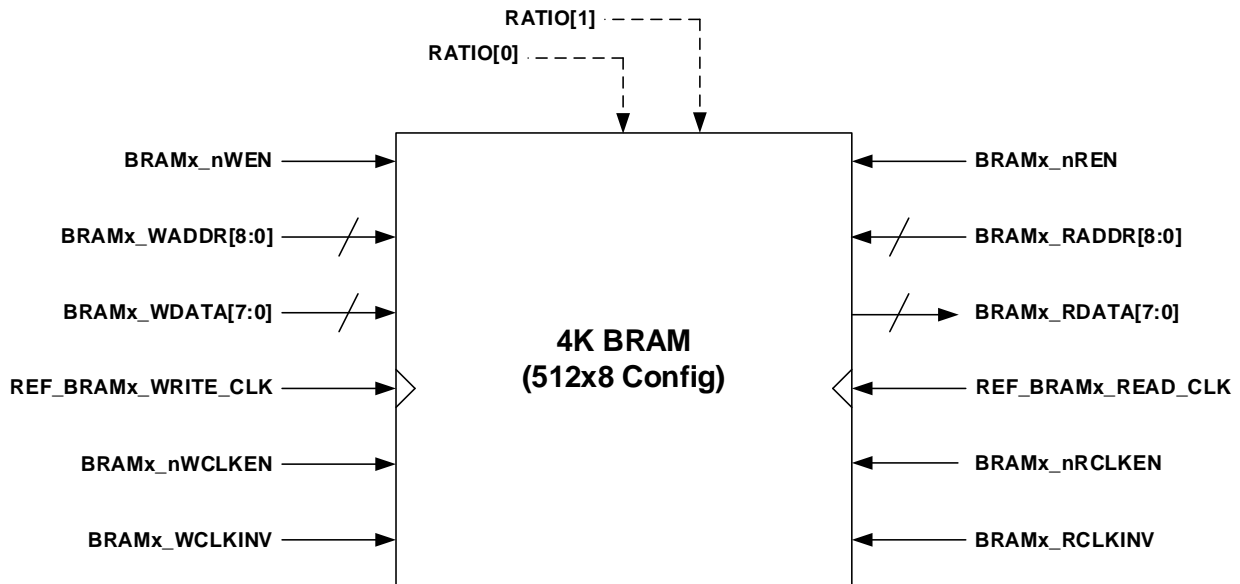 RATIO[1]
RATIO[0]
BRAMx_nWEN
BRAMx_nREN
BRAMx_WADDR[8:0]
BRAMx_RADDR[8:0]
BRAMx_WDATA[7:0]
BRAMx_RDATA[7:0]
4K BRAM
(512x8 Config)
REF_BRAMx_WRITE_CLK
REF_BRAMx_READ_CLK
BRAMx_nWCLKEN
BRAMx_nRCLKEN
BRAMx_WCLKINV
BRAMx_RCLKINV